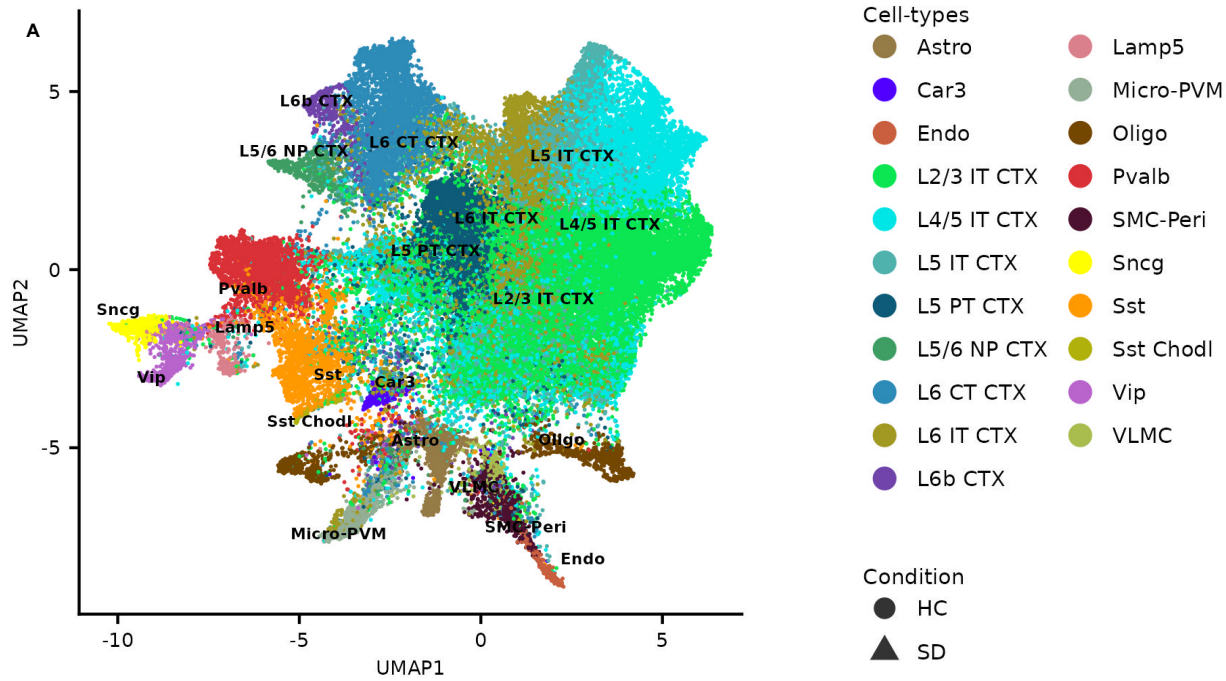 A
UMAP2
5
0
-5
-10
-5
0
5
UMAP1
L6b CTX
L6 CT CTX
L5/6 NP CTX
L5 IT CTX
L6 IT CTX
L4/5 IT CTX
L5 PT CTX
Pvalb
L2/3 IT CTX
Sncg
Lamp5
Vip
Sst
Car3
Sst Chodl
Astro
Oligo
VLMC
Micro-PVM
SMC-Peri
Endo
Cell-types
Astro
Car3
Endo
L2/3 IT CTX
L4/5 IT CTX
L5 IT CTX
L5 PT CTX
L5/6 NP CTX
L6 CT CTX
L6 IT CTX
L6b CTX
Lamp5
Micro-PVM
Oligo
Pvalb
SMC-Peri
Sncg
Sst
Sst Chodl
Vip
VLMC
Condition
HC
SD